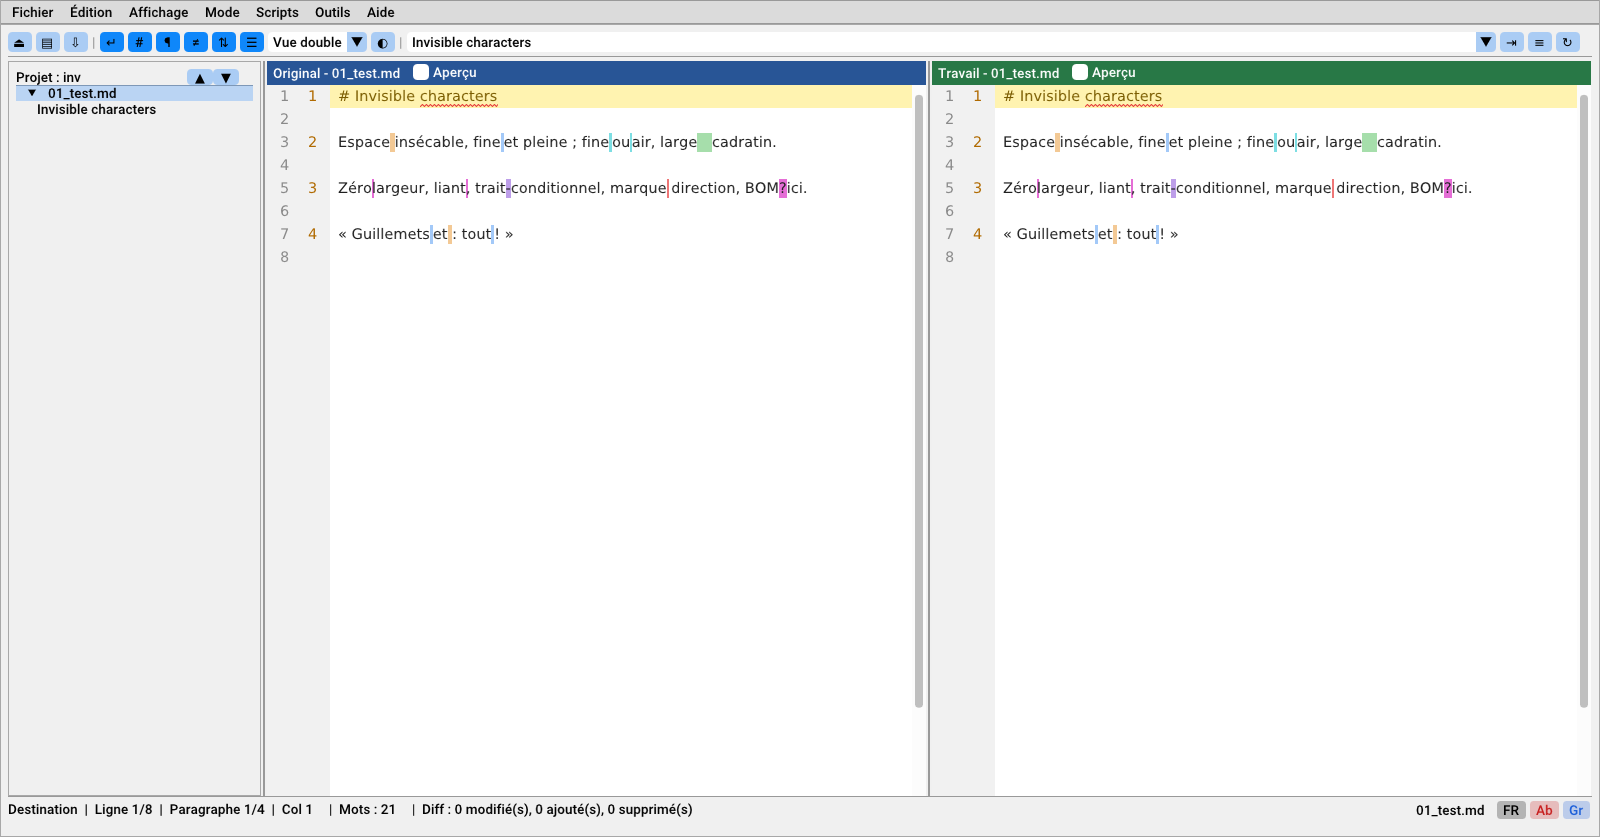 Fichier Édition Affichage Mode Scripts Outils Aide
Vue double Invisible characters
Projet : inv
01_test.md
Invisible characters
Original - 01_test.md Aperçu
1 1 # Invisible characters
2
3 2 Espace insécable, fine et pleine ; fine ou air, large cadratin.
4
5 3 Zérolargeur, liant, trait-conditionnel, marque direction, BOM?ici.
6
7 4 « Guillemets et : tout ! »
8
Travail - 01_test.md Aperçu
1 1 # Invisible characters
2
3 2 Espace insécable, fine et pleine ; fine ou air, large cadratin.
4
5 3 Zérolargeur, liant, trait-conditionnel, marque direction, BOM?ici.
6
7 4 « Guillemets et : tout ! »
8
Destination | Ligne 1/8 | Paragraphe 1/4 | Col 1 | Mots : 21 | Diff : 0 modifié(s), 0 ajouté(s), 0 supprimé(s) 01_test.md FR Ab Gr